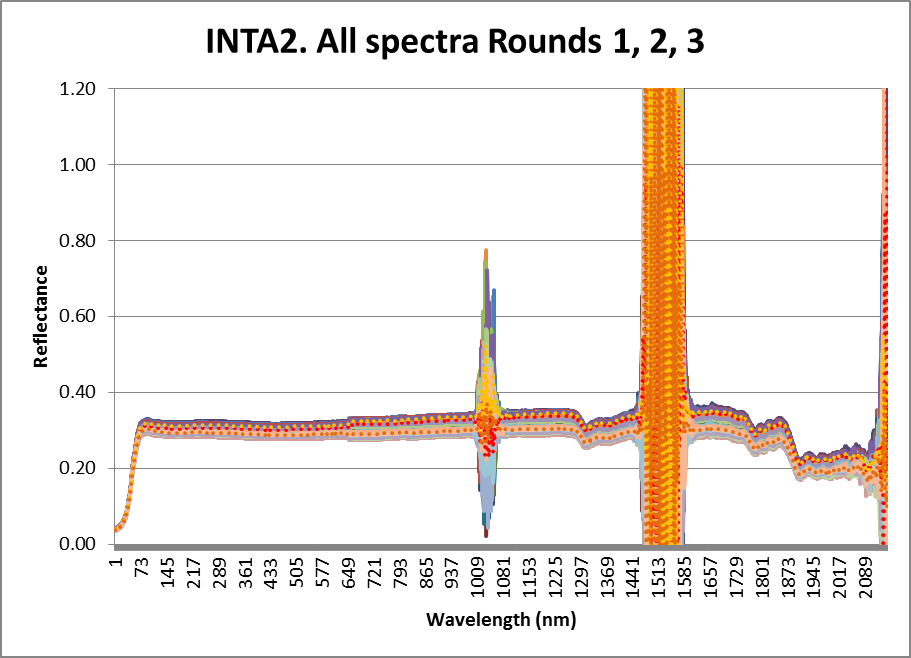 INTA2. All spectra Rounds 1, 2, 3
1.20
1.00
0.80
0.60
0.40
0.20
0.00
Reflectance
1 73 145 217 289 361 433 505 577 649 721 793 865 937 1009 1081 1153 1225 1297 1369 1441 1513 1585 1657 1729 1801 1873 1945 2017 2089
Wavelength (nm)